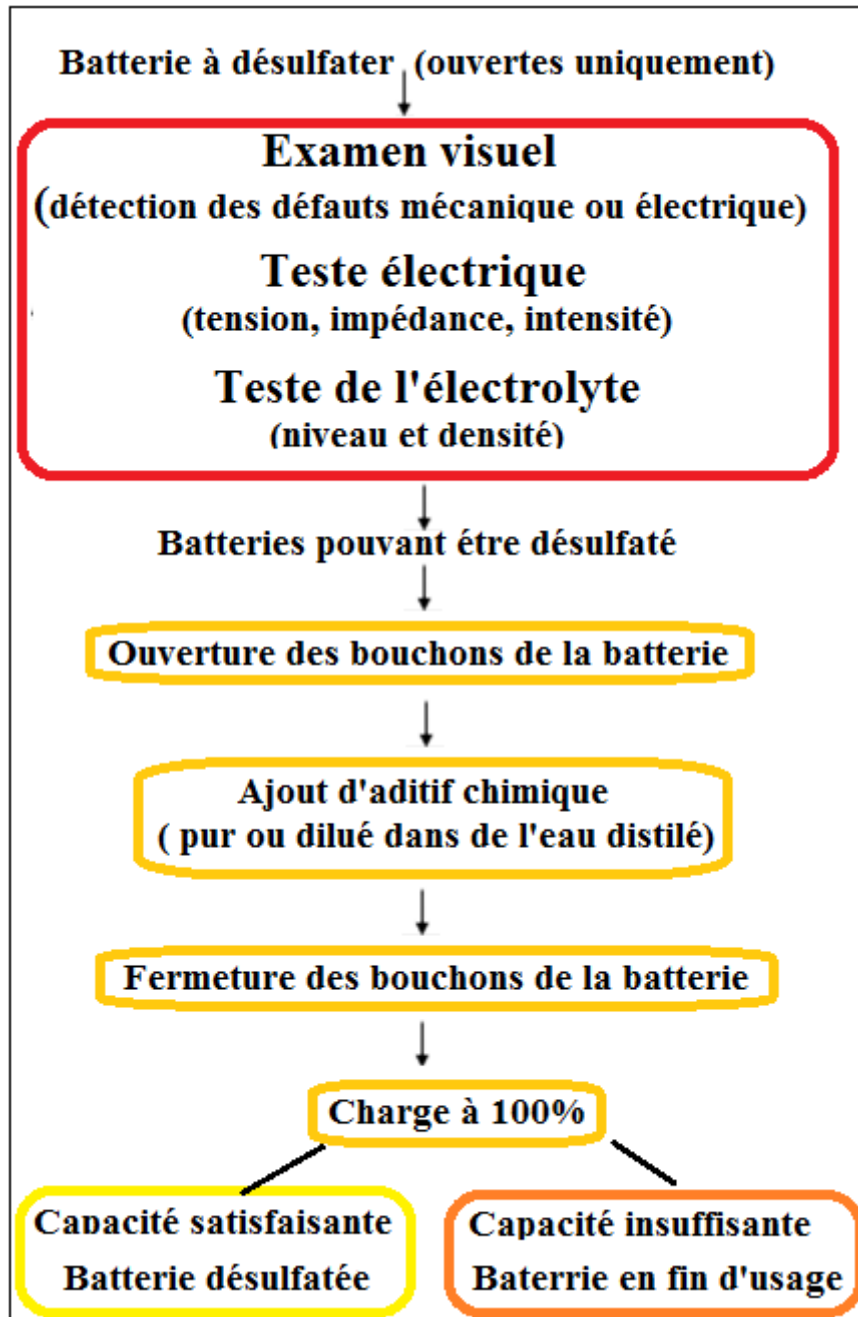 Batterie à désulfater (ouvertes uniquement)
Examen visuel
(détection des défauts mécanique ou électrique)
Teste électrique
(tension, impédance, intensité)
Teste de l'électrolyte
(niveau et densité)
Batteries pouvant étre désulfaté
Ouverture des bouchons de la batterie
Ajout d'aditif chimique
( pur ou dilué dans de l'eau distilé)
Fermeture des bouchons de la batterie
Charge à 100%
Capacité satisfaisante
Batterie désulfatée
Capacité insuffisante
Baterrie en fin d'usage